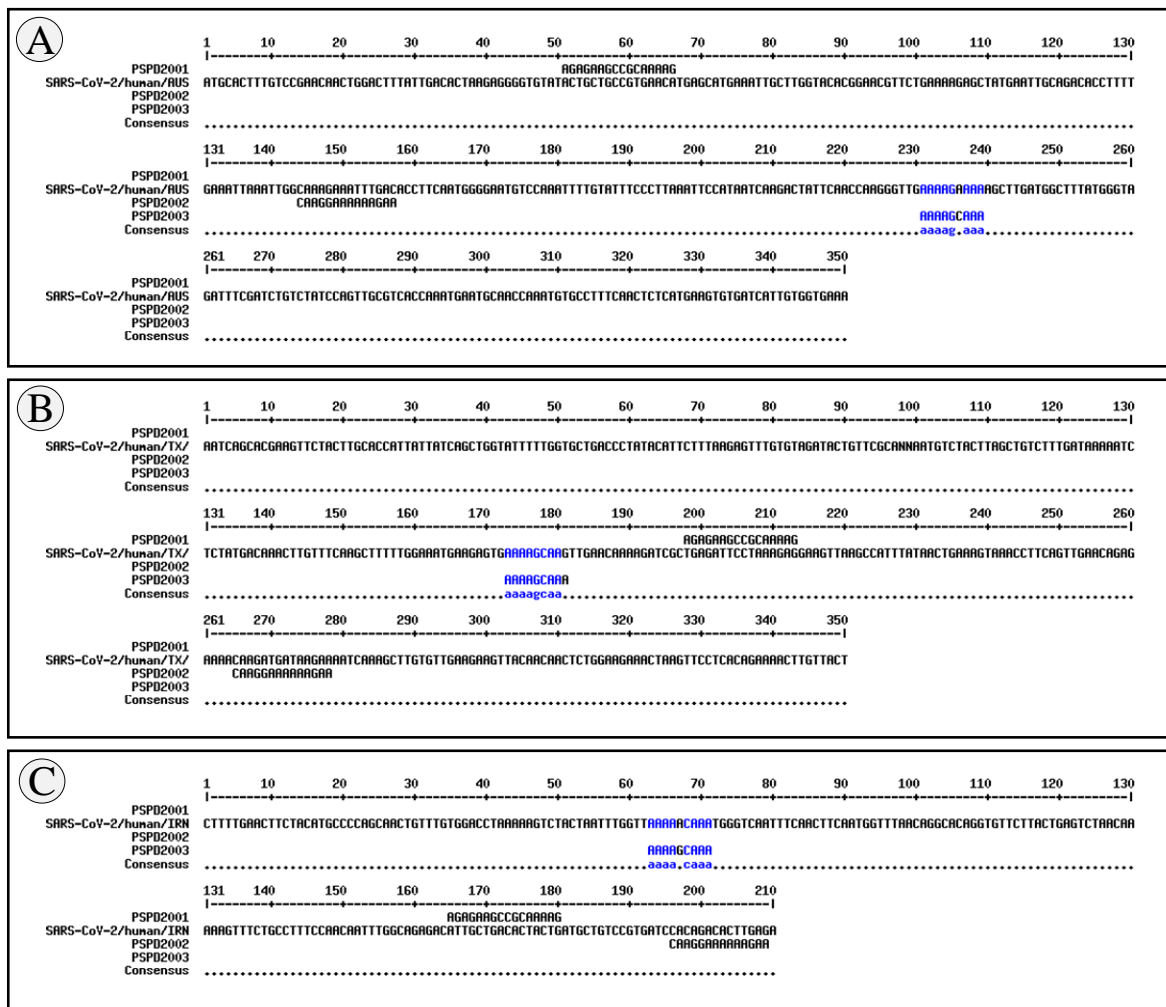 A
1 10 20 30 40 50 60 70 80 90 100 110 120 130
|--------+---------+---------+---------+---------+---------+---------+---------+---------+---------+---------+---------+---------|
PSPD2001 AGAGAAGCCGCAAAAG
SARS-CoV-2/human/AUS ATGCACTTTGTCCGAACAACTGGACTTTATTGACACTAAGAGGGGTGTATACTGCTGCCGTGAACATGAGCATGAAATTGCTTGGTACACGGAACGTTCTGAAAAGAGCTATGAATTGCAGACACCTTTT
PSPD2002
PSPD2003
Consensus ..................................................................................................................................
131 140 150 160 170 180 190 200 210 220 230 240 250 260
|--------+---------+---------+---------+---------+---------+---------+---------+---------+---------+---------+---------+---------|
PSPD2001
SARS-CoV-2/human/AUS GAAATTAAATTGGCAAAGAAATTTGACACCTTCAATGGGGAATGTCCAAATTTTGTATTTCCCTTAAATTCCATAATCAAGACTATTCAACCAAGGGTTGAAAAGAAAAAGCTTGATGGCTTTATGGGTA
PSPD2002 CAAGGAAAAAAGAA
PSPD2003 AAAAGCAAA
Consensus ....................................................................................................aaaag.aaa.....................
261 270 280 290 300 310 320 330 340 350
|--------+---------+---------+---------+---------+---------+---------+---------+---------|
PSPD2001
SARS-CoV-2/human/AUS GATTTCGATCTGTCTATCCAGTTGCGTCACCAAATGAATGCAACCAAATGTGCCTTTCAACTCTCATGAAGTGTGATCATTGTGGTGAAA
PSPD2002
PSPD2003
Consensus ..........................................................................................
B
1 10 20 30 40 50 60 70 80 90 100 110 120 130
|--------+---------+---------+---------+---------+---------+---------+---------+---------+---------+---------+---------+---------|
PSPD2001
SARS-CoV-2/human/TX/ AATCAGCACGAAGTTCTACTTGCACCATTATTATCAGCTGGTATTTTTGGTGCTGACCCTATACATTCTTTAAGAGTTTGTGTAGATACTGTTCGCANNAATGTCTACTTAGCTGTCTTTGATAAAAATC
PSPD2002
PSPD2003
Consensus ..................................................................................................................................
131 140 150 160 170 180 190 200 210 220 230 240 250 260
|--------+---------+---------+---------+---------+---------+---------+---------+---------+---------+---------+---------+---------|
PSPD2001 AGAGAAGCCGCAAAAG
SARS-CoV-2/human/TX/ TCTATGACAAACTTGTTTCAAGCTTTTTGGAAATGAAGAGTGAAAAGCAAGTTGAACAAAAGATCGCTGAGATTCCTAAAGAGGAAGTTAAGCCATTTATAACTGAAAGTAAACCTTCAGTTGAACAGAG
PSPD2002
PSPD2003 AAAAGCAAA
Consensus ..........................................aaaagcaa................................................................................
261 270 280 290 300 310 320 330 340 350
|--------+---------+---------+---------+---------+---------+---------+---------+---------|
PSPD2001
SARS-CoV-2/human/TX/ AAAACAAGATGATAAGAAAATCAAAGCTTGTGTTGAAGAAGTTACAACAACTCTGGAAGAAACTAAGTTCCTCACAGAAAACTTGTTACT
PSPD2002 CAAGGAAAAAAGAA
PSPD2003
Consensus ..........................................................................................
C
1 10 20 30 40 50 60 70 80 90 100 110 120 130
|--------+---------+---------+---------+---------+---------+---------+---------+---------+---------+---------+---------+---------|
PSPD2001
SARS-CoV-2/human/IRN CTTTTGAACTTCTACATGCCCCAGCAACTGTTTGTGGACCTAAAAAGTCTACTAATTTGGTTAAAAACAAATGGGTCAATTTCAACTTCAATGGTTTAACAGGCACAGGTGTTCTTACTGAGTCTAACAA
PSPD2002
PSPD2003 AAAAGCAAA
Consensus ..............................................................aaaa.caaa...........................................................
131 140 150 160 170 180 190 200 210
|--------+---------+---------+---------+---------+---------+---------+---------|
PSPD2001 AGAGAAGCCGCAAAAG
SARS-CoV-2/human/IRN AAAGTTTCTGCCTTTCCAACAATTTGGCAGAGACATTGCTGACACTACTGATGCTGTCCGTGATCCACAGACACTTGAGA
PSPD2002 CAAGGAAAAAAGAA
PSPD2003
Consensus ................................................................................